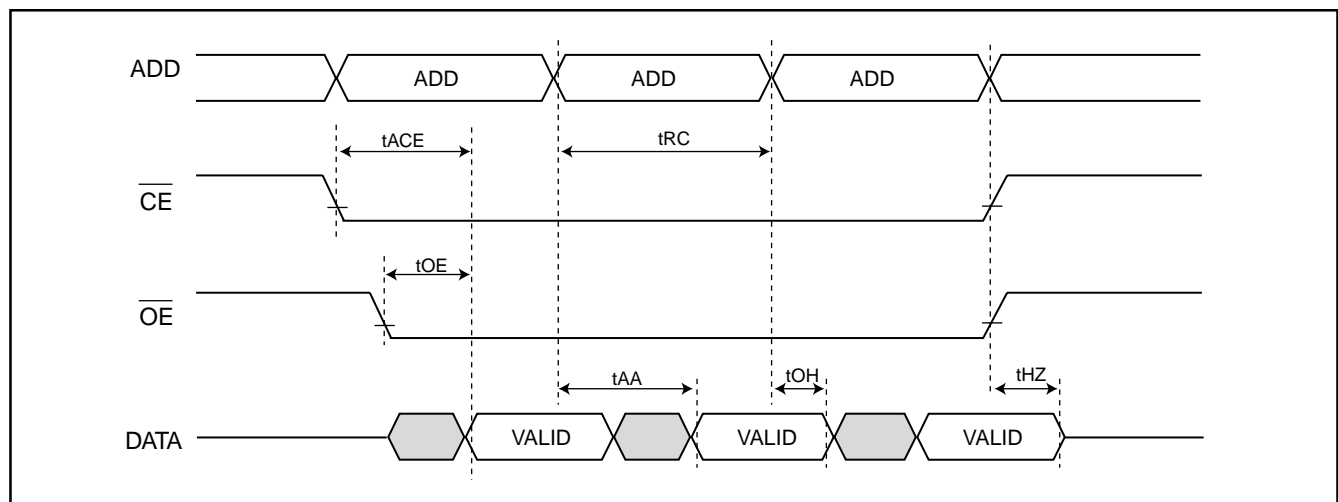 ADD ADD ADD ADD
tACE tRC
CE
tOE
OE
tAA tOH tHZ
DATA VALID VALID VALID